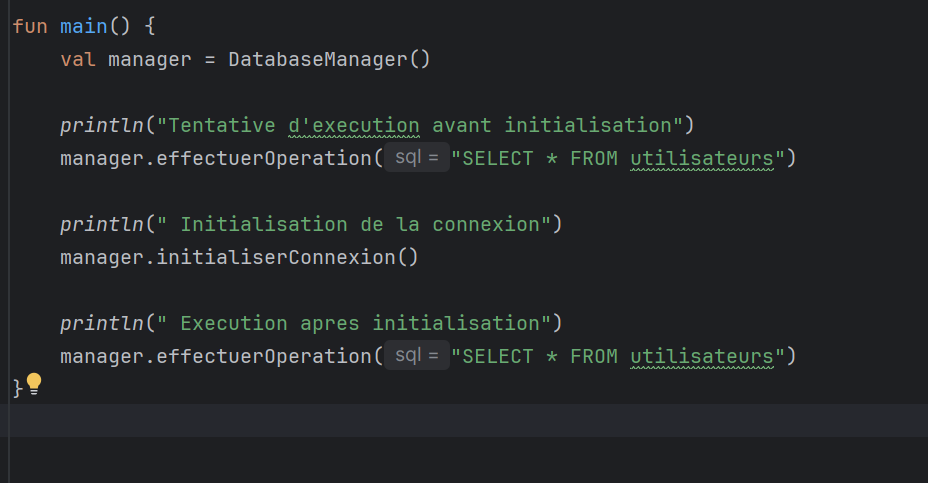 fun main() {
val manager = DatabaseManager()
println("Tentative d'execution avant initialisation")
manager.effectuerOperation( sql = "SELECT * FROM utilisateurs")
println(" Initialisation de la connexion")
manager.initialiserConnexion()
println(" Execution apres initialisation")
manager.effectuerOperation( sql = "SELECT * FROM utilisateurs")
}